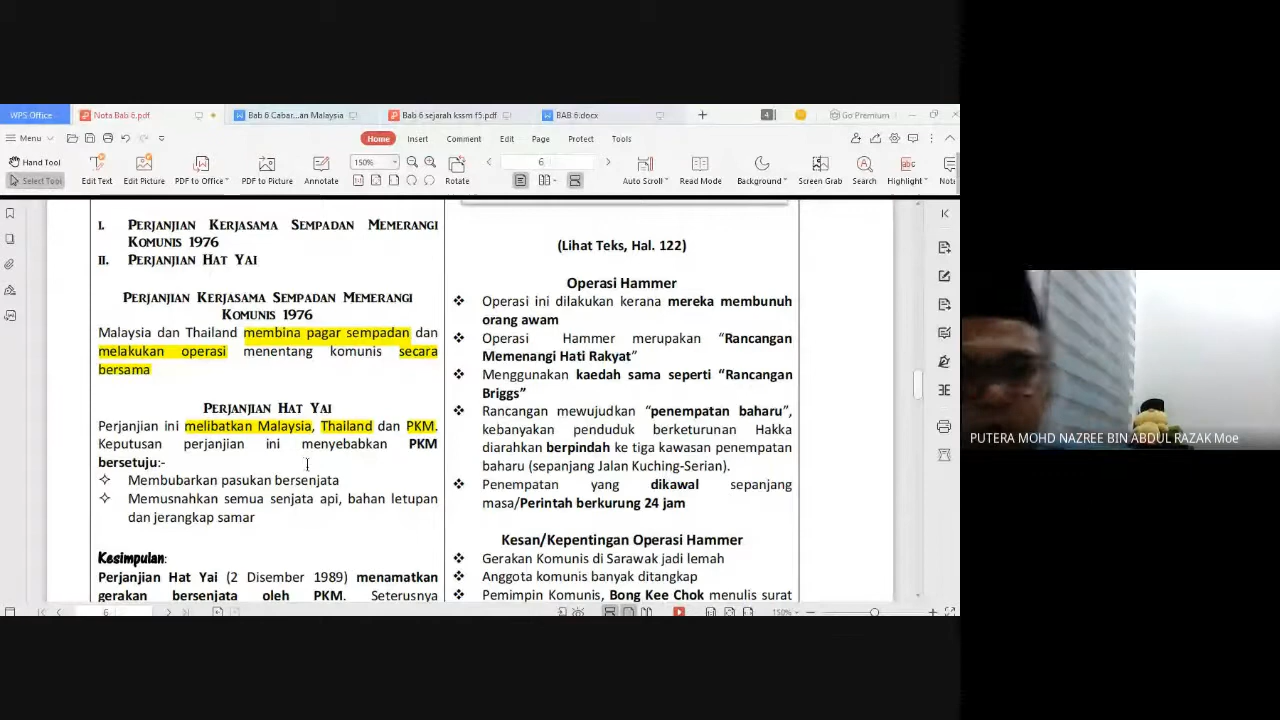 WPS Office
Nota Bab 6.pdf
Bab 6 Cabar...an Malaysia
Bab 6 sejarah kssm f5.pdf
BAB 6.docx
4
Go Premium
Menu
Home
Insert
Comment
Edit
Page
Protect
Tools
Hand Tool
Select Tool
Edit Text
Edit Picture
PDF to Office
PDF to Picture
Annotate
150%
Rotate
6
Auto Scroll
Read Mode
Background
Screen Grab
Search
Highlight
I. PERJANJIAN KERJASAMA SEMPADAN MEMERANGI
KOMUNIS 1976
II. PERJANJIAN HAT YAI
PERJANJIAN KERJASAMA SEMPADAN MEMERANGI
KOMUNIS 1976
Malaysia dan Thailand membina pagar sempadan dan
melakukan operasi menentang komunis secara
bersama
PERJANJIAN HAT YAI
Perjanjian ini melibatkan Malaysia, Thailand dan PKM.
Keputusan perjanjian ini menyebabkan PKM
bersetuju:-
Membubarkan pasukan bersenjata
Memusnahkan semua senjata api, bahan letupan
dan jerangkap samar
Kesimpulan:
Perjanjian Hat Yai (2 Disember 1989) menamatkan
gerakan bersenjata oleh PKM. Seterusnya
(Lihat Teks, Hal. 122)
Operasi Hammer
Operasi ini dilakukan kerana mereka membunuh
orang awam
Operasi Hammer merupakan “Rancangan
Memenangi Hati Rakyat”
Menggunakan kaedah sama seperti “Rancangan
Briggs”
Rancangan mewujudkan “penempatan baharu”,
kebanyakan penduduk berketurunan Hakka
diarahkan berpindah ke tiga kawasan penempatan
baharu (sepanjang Jalan Kuching-Serian).
Penempatan yang dikawal sepanjang
masa/Perintah berkurung 24 jam
Kesan/Kepentingan Operasi Hammer
Gerakan Komunis di Sarawak jadi lemah
Anggota komunis banyak ditangkap
Pemimpin Komunis, Bong Kee Chok menulis surat
6
150%
PUTERA MOHD NAZREE BIN ABDUL RAZAK Moe